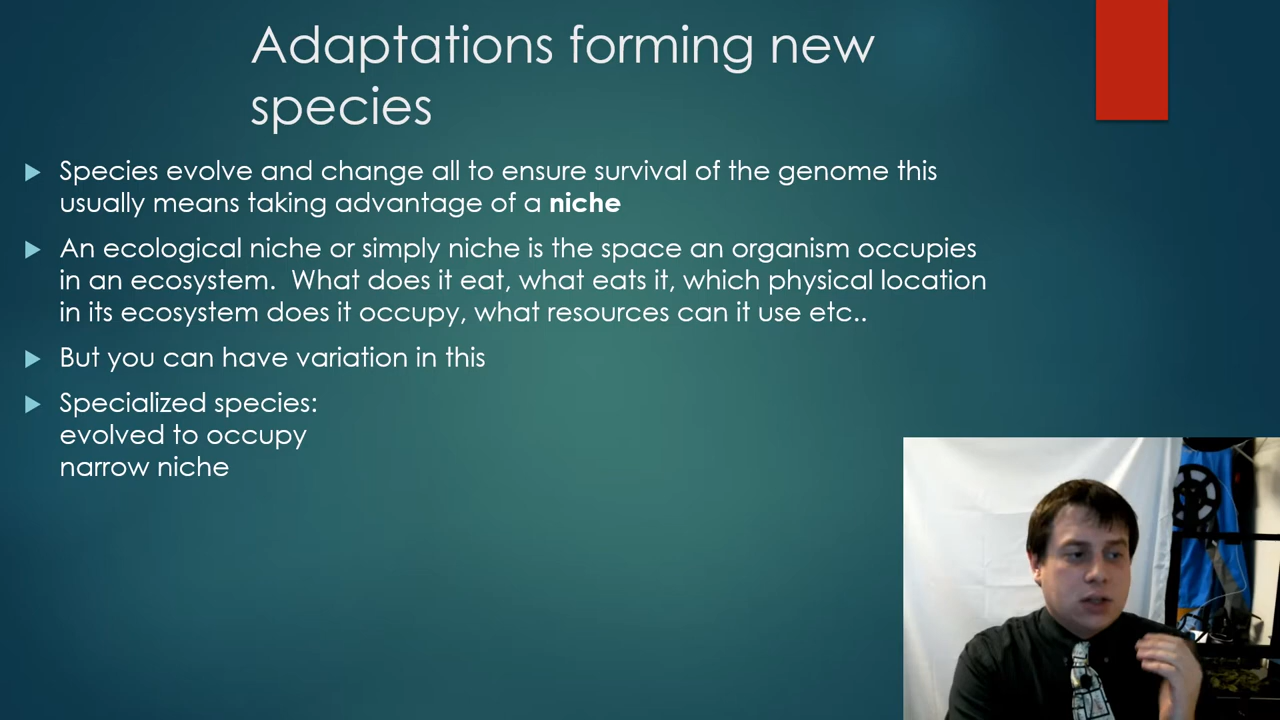 Adaptations forming new
species
Species evolve and change all to ensure survival of the genome this
usually means taking advantage of a niche
An ecological niche or simply niche is the space an organism occupies
in an ecosystem.  What does it eat, what eats it, which physical location
in its ecosystem does it occupy, what resources can it use etc..
But you can have variation in this
Specialized species:
evolved to occupy
narrow niche